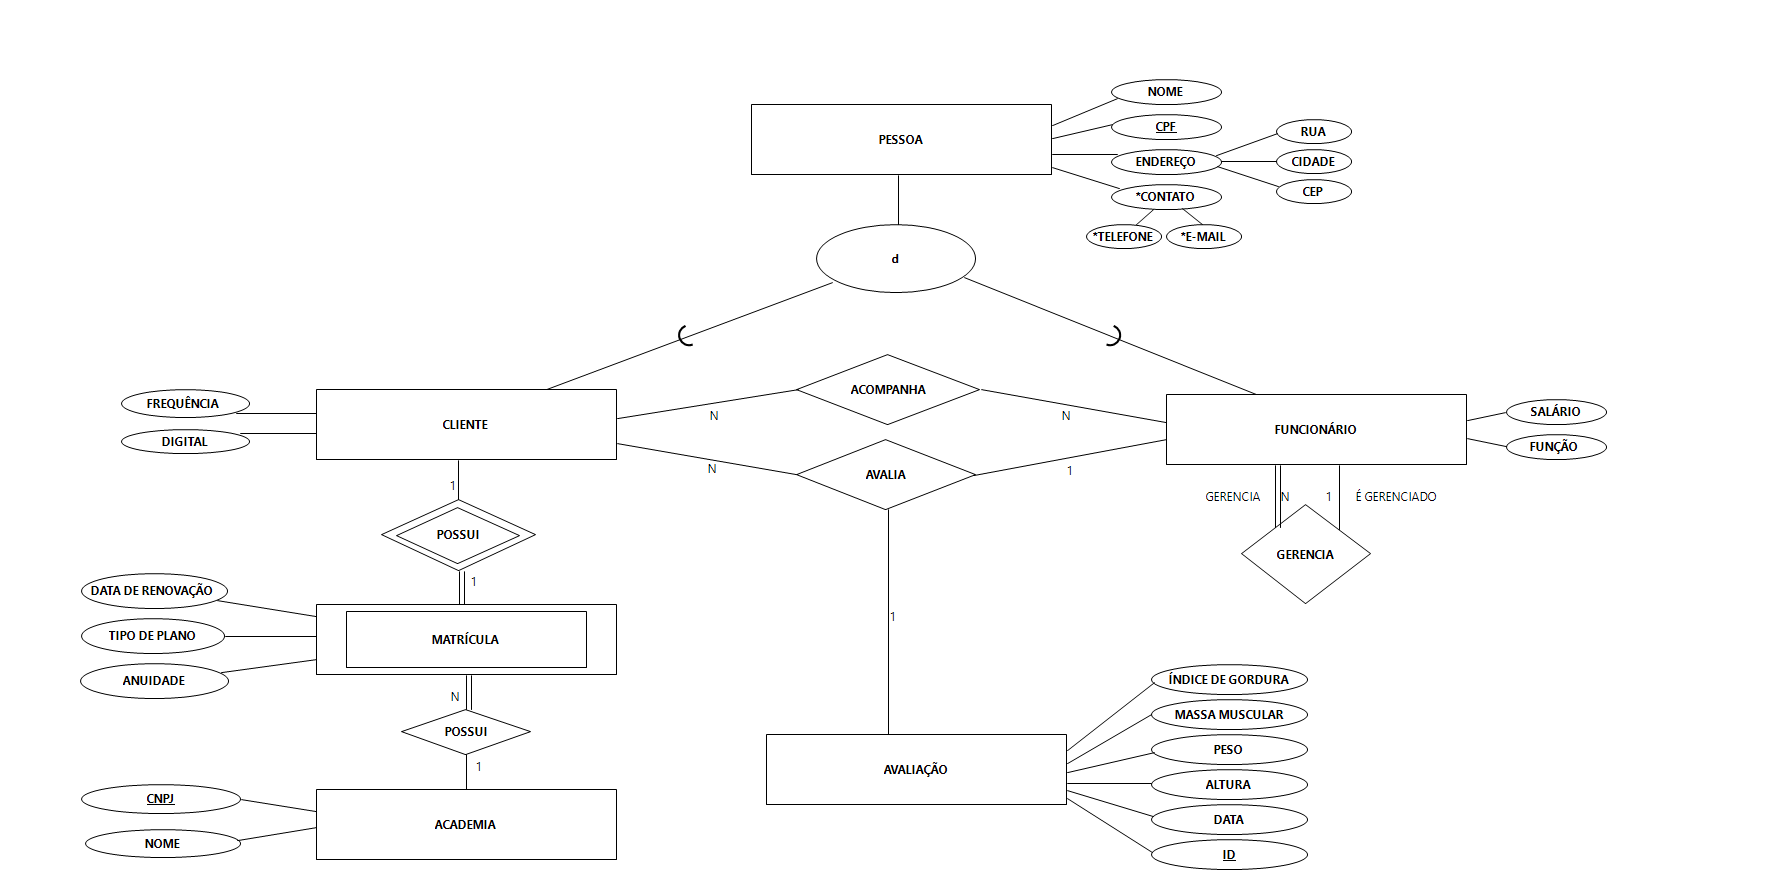 NOME
PESSOA
CPF
RUA
ENDEREÇO
CIDADE
*CONTATO
CEP
*TELEFONE
*E-MAIL
d
FREQUÊNCIA
DIGITAL
CLIENTE
ACOMPANHA
N
N
AVALIA
N
1
FUNCIONÁRIO
SALÁRIO
FUNÇÃO
GERENCIA
N
1
É GERENCIADO
GERENCIA
1
POSSUI
1
DATA DE RENOVAÇÃO
TIPO DE PLANO
ANUIDADE
MATRÍCULA
1
N
POSSUI
1
CNPJ
NOME
ACADEMIA
AVALIAÇÃO
ÍNDICE DE GORDURA
MASSA MUSCULAR
PESO
ALTURA
DATA
ID